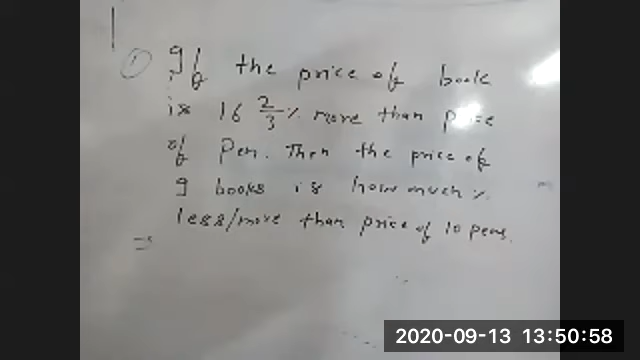 ① If the price of book
is 16 2/3 % more than price
of Pen. Then the price of
9 books is how much %
less/more than price of 10 pens.
⇒
2020-09-13 13:50:58